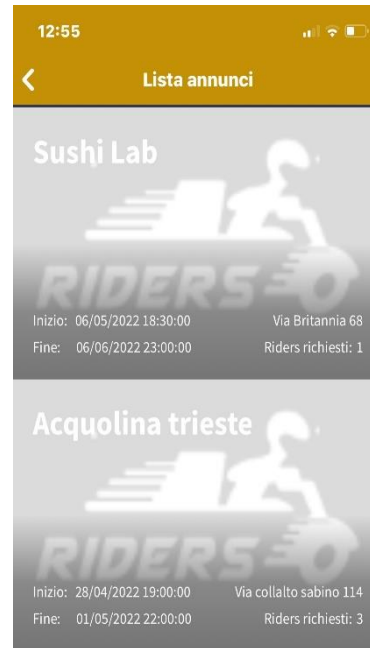 12:55
Lista annunci
Sushi Lab
RIDERS
Inizio: 06/05/2022 18:30:00 Via Britannia 68
Fine: 06/06/2022 23:00:00 Riders richiesti: 1
Acquolina trieste
RIDERS
Inizio: 28/04/2022 19:00:00 Via collalto sabino 114
Fine: 01/05/2022 22:00:00 Riders richiesti: 3